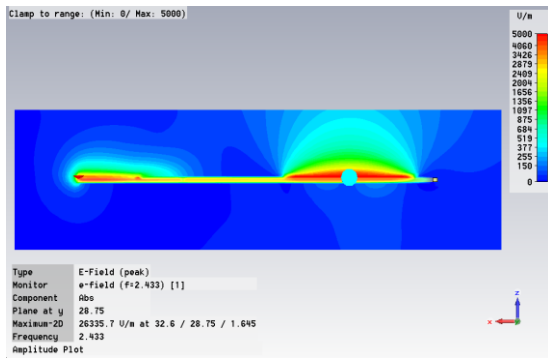 Clamp to range: (Min: 0/ Max: 5000)
V/m
5000
4060
3426
2879
2409
2004
1656
1356
1097
875
684
519
377
255
150
0
Type E-Field (peak)
Monitor e-field (f=2.433) [1]
Component Abs
Plane at y 28.75
Maximum-2D 26335.7 V/m at 32.6 / 28.75 / 1.645
Frequency 2.433
Amplitude Plot
z
x